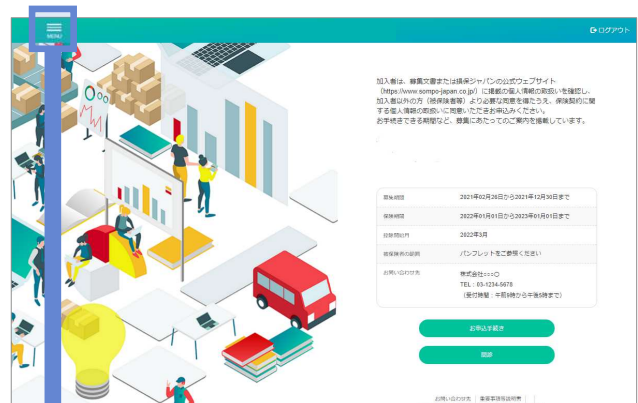 MENU
ログアウト
加入者は、募集文書または損保ジャパンの公式ウェブサイト
（https://www.sompo-japan.co.jp/）に掲載の個人情報の取扱いを確認し、
加入者以外の方（被保険者等）より必要な同意を得たうえ、保険契約に関
する個人情報の取扱いに同意いただきお申込みください。
お手続きできる期間など、募集にあたってのご案内を掲載しています。
募集期間 2021年02月26日から2021年12月30日まで
保険期間 2022年01月01日から2023年01月01日まで
控除開始月 2022年3月
被保険者の範囲 パンフレットをご参照ください
お問い合わせ先 株式会社○○○○
TEL：03-1234-5678
（受付時間：午前9時から午後5時まで）
お申込手続き
お問い合わせ先 | 重要事項等説明書 |